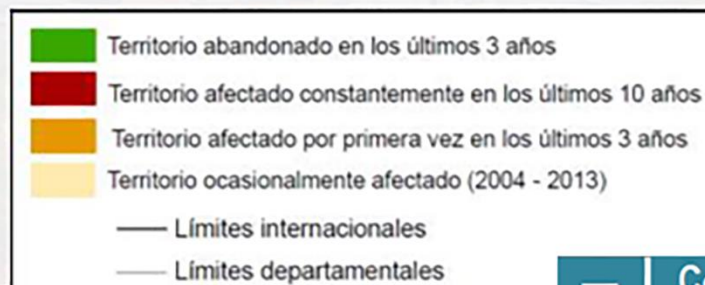 Territorio abandonado en los últimos 3 años
Territorio afectado constantemente en los últimos 10 años
Territorio afectado por primera vez en los últimos 3 años
Territorio ocasionalmente afectado (2004 - 2013)
Límites internacionales
Límites departamentales